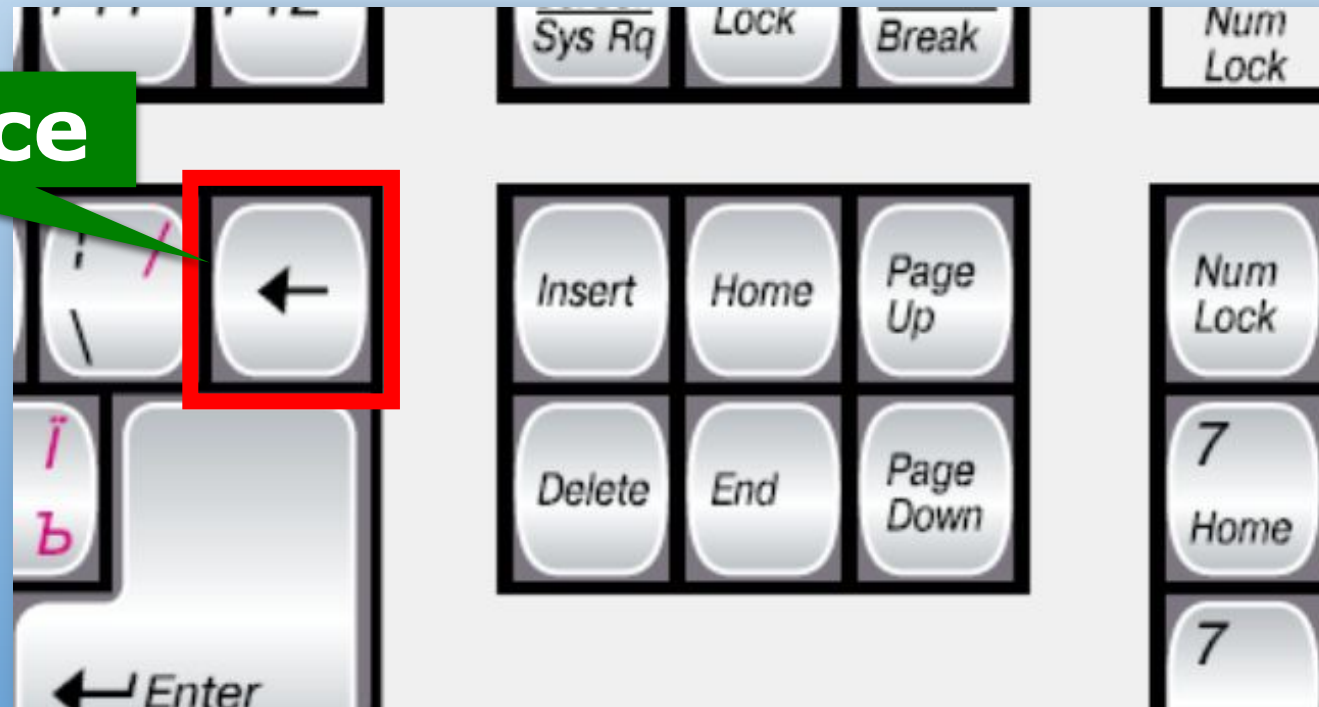 Sys Rq
Lock
Break
Num
Lock
ce
¦ /
\
←
Insert
Home
Page
Up
Num
Lock
Ї
Ъ
Delete
End
Page
Down
7
Home
7
Enter